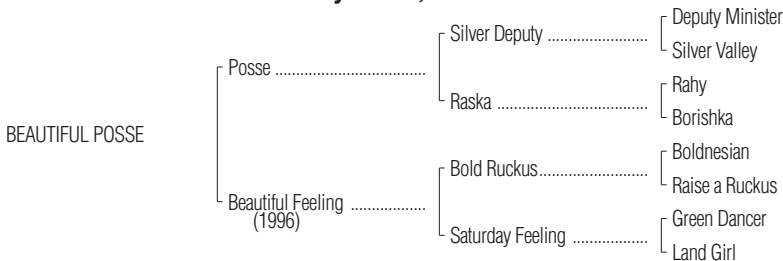 Deputy Minister
Silver Deputy ........................
Silver Valley
Posse ....................................
Rahy
Raska ....................................
Borishka
BEAUTIFUL POSSE
Boldnesian
Bold Ruckus..........................
Raise a Ruckus
Beautiful Feeling ..................
(1996)
Green Dancer
Saturday Feeling ..................
Land Girl